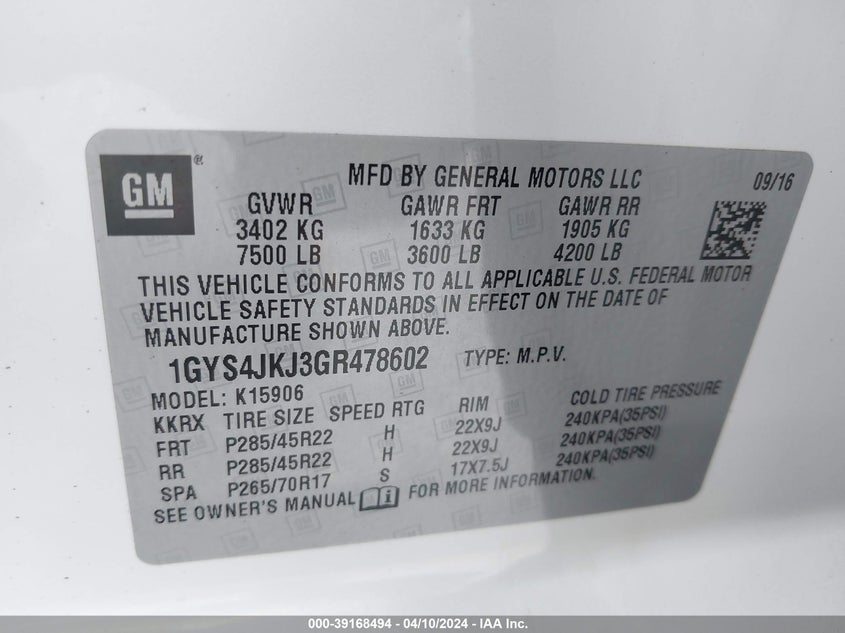 GM ®
MFD BY GENERAL MOTORS LLC 09/16
GVWR GAWR FRT GAWR RR
3402 KG 1633 KG 1905 KG
7500 LB 3600 LB 4200 LB
THIS VEHICLE CONFORMS TO ALL APPLICABLE U.S. FEDERAL MOTOR
VEHICLE SAFETY STANDARDS IN EFFECT ON THE DATE OF
MANUFACTURE SHOWN ABOVE.
1GYS4JKJ3GR478602 TYPE: M.P.V.
MODEL: K15906
KKRX TIRE SIZE SPEED RTG RIM COLD TIRE PRESSURE
FRT P285/45R22 H 22X9J 240KPA(35PSI)
RR P285/45R22 H 22X9J 240KPA(35PSI)
SPA P265/70R17 S 17X7.5J 240KPA(35PSI)
SEE OWNER'S MANUAL FOR MORE INFORMATION.
000-39168494 - 04/10/2024 - IAA Inc.